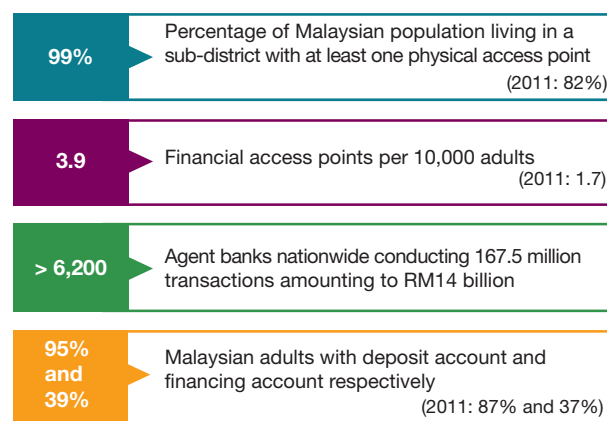 99%
Percentage of Malaysian population living in a
sub-district with at least one physical access point
(2011: 82%)
3.9
Financial access points per 10,000 adults
(2011: 1.7)
> 6,200
Agent banks nationwide conducting 167.5 million
transactions amounting to RM14 billion
95%
and
39%
Malaysian adults with deposit account and
financing account respectively
(2011: 87% and 37%)